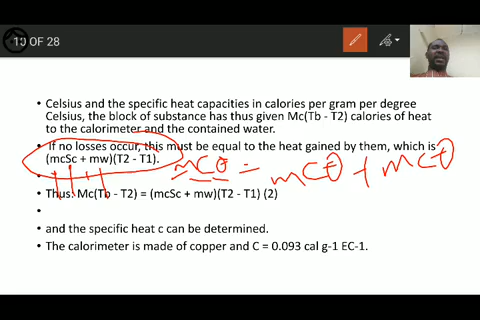 10 OF 28
• Celsius and the specific heat capacities in calories per gram per degree
Celsius, the block of substance has thus given Mc(Tb - T2) calories of heat
to the calorimeter and the contained water.
• If no losses occur, this must be equal to the heat gained by them, which is
(mcSc + mw)(T2 - T1).
mcθ = mcθ + mcθ
• Thus: Mc(Tb - T2) = (mcSc + mw)(T2 - T1) (2)
• and the specific heat c can be determined.
• The calorimeter is made of copper and C = 0.093 cal g-1 EC-1.